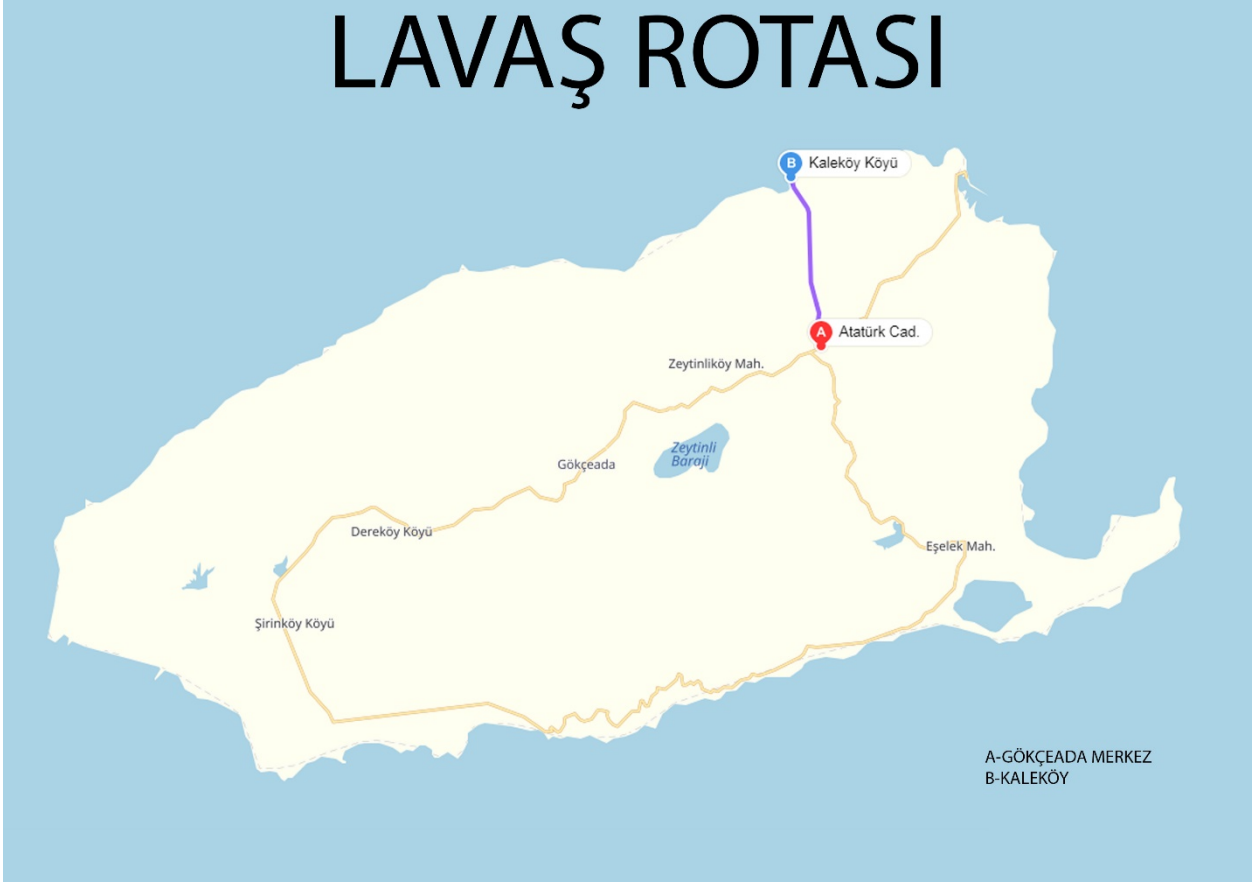 LAVAŞ ROTASI
B Kaleköy Köyü
A Atatürk Cad.
Zeytinliköy Mah.
Zeytinli
Baraji
Gökçeada
Dereköy Köyü
Eşelek Mah.
Şirinköy Köyü
A-GÖKÇEADA MERKEZ
B-KALEKÖY